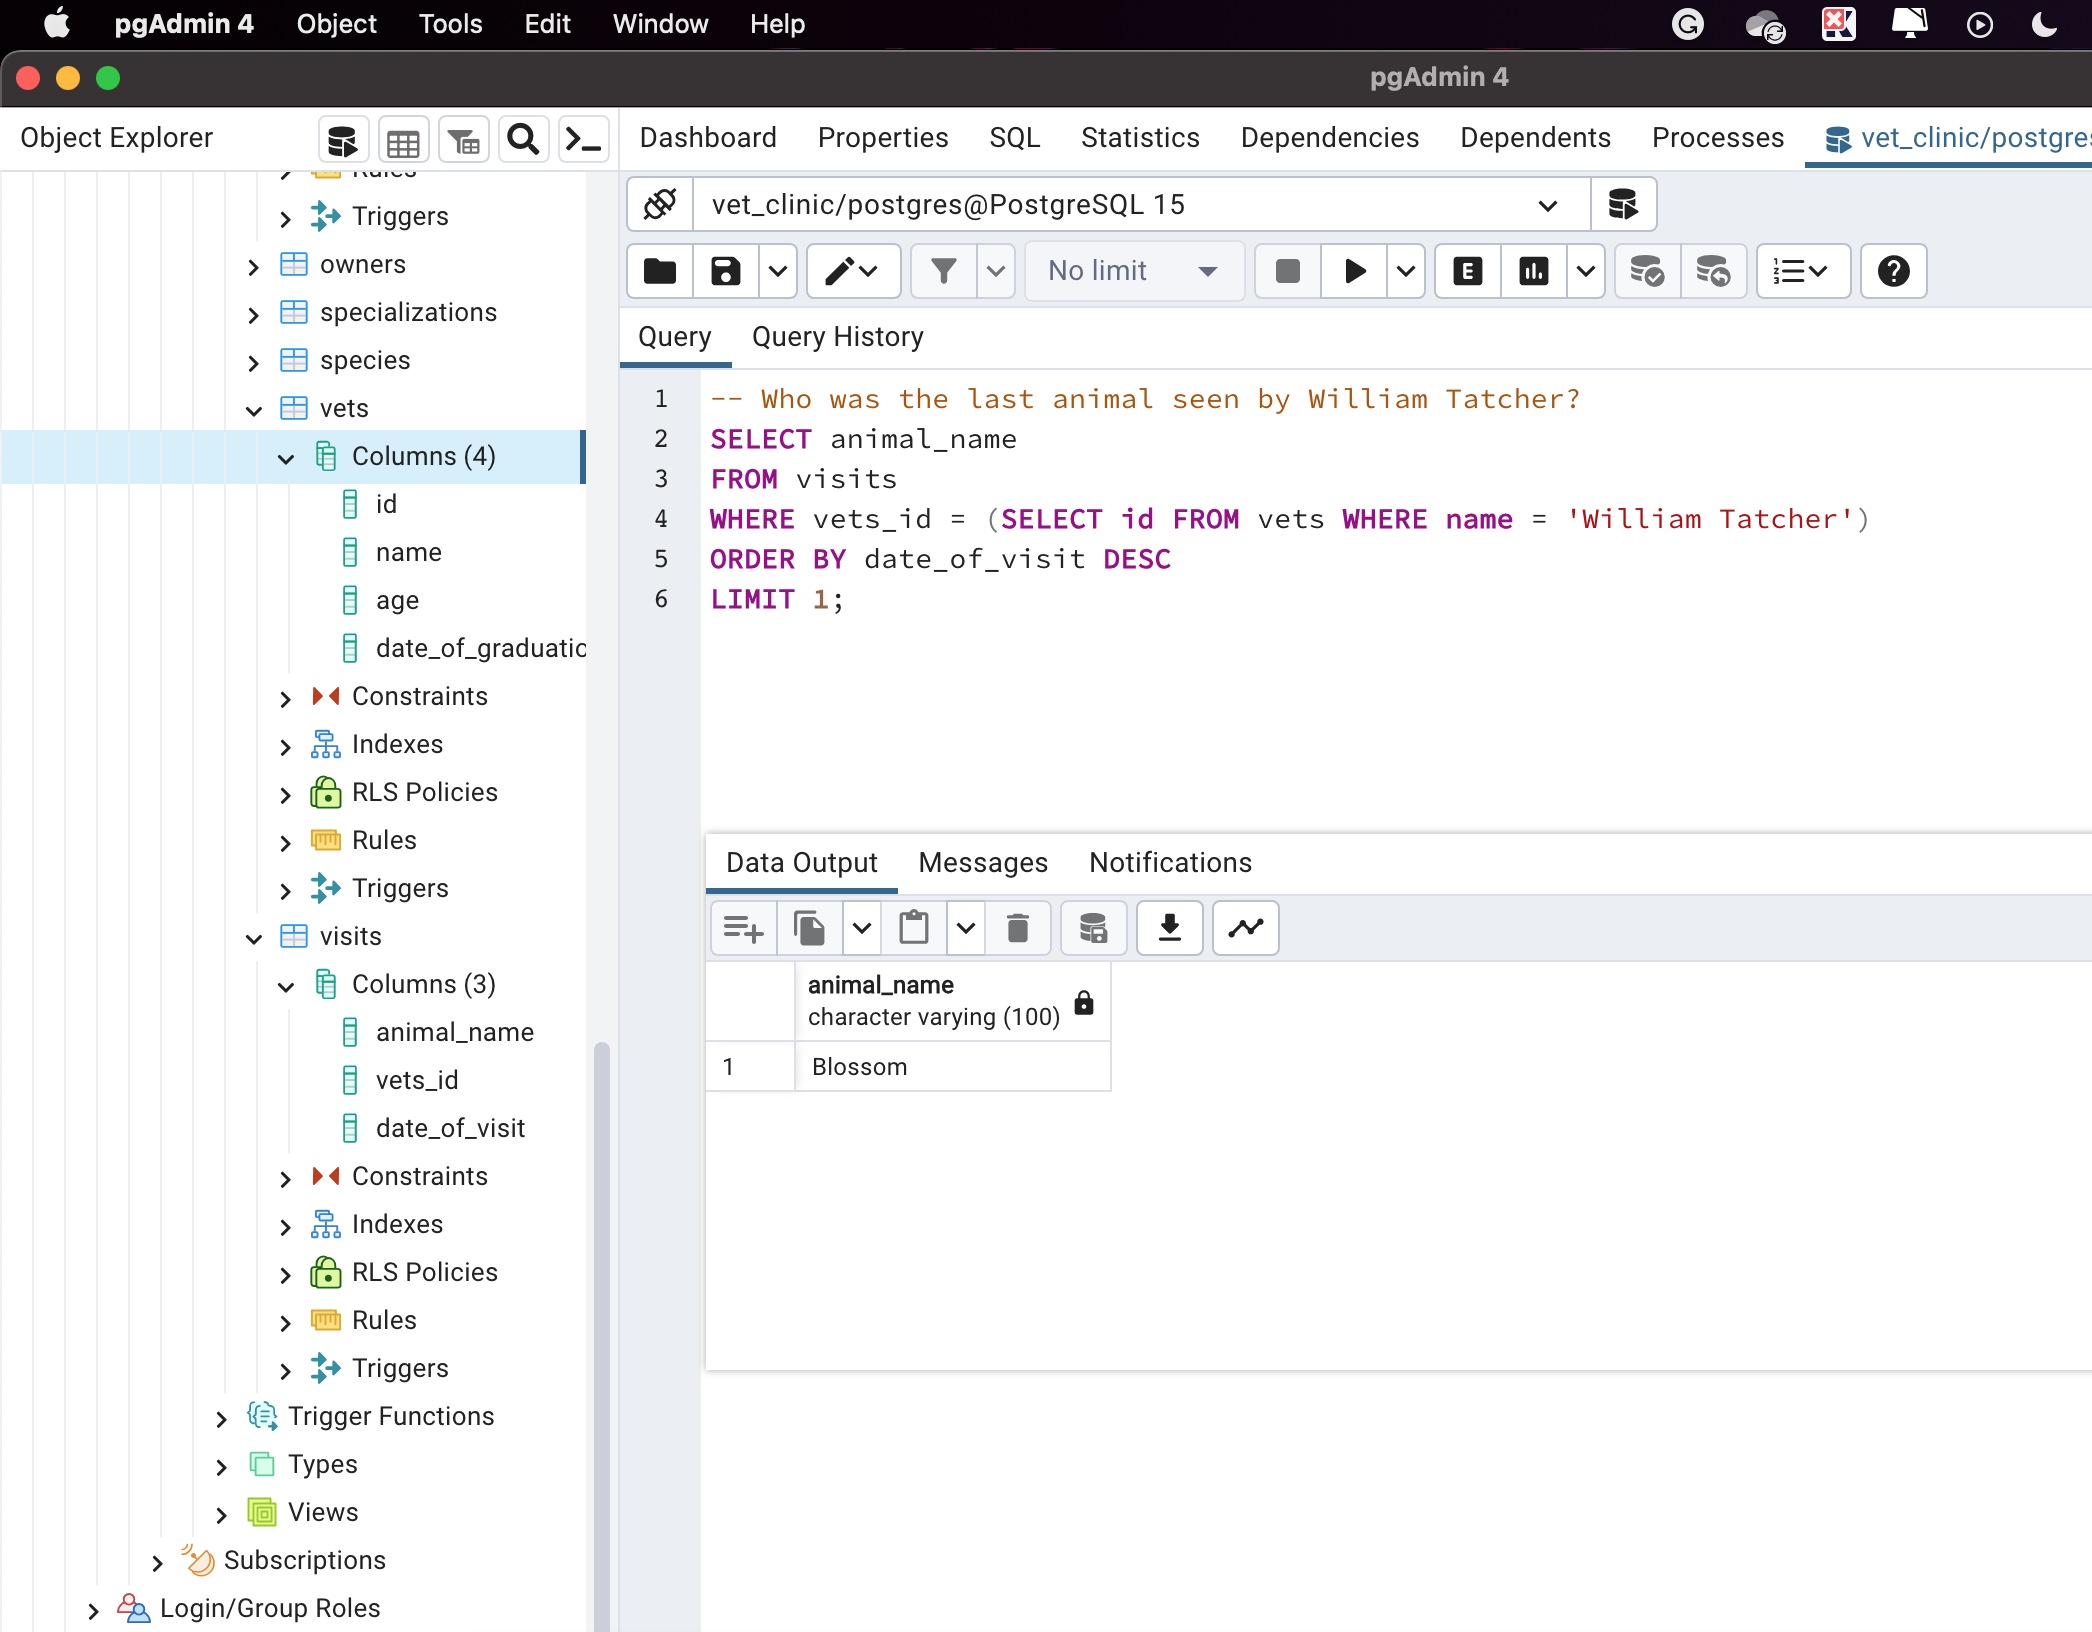 pgAdmin 4 Object Tools Edit Window Help
pgAdmin 4
Object Explorer
Dashboard Properties SQL Statistics Dependencies Dependents Processes vet_clinic/postgres
vet_clinic/postgres@PostgreSQL 15
No limit
Query Query History
1 -- Who was the last animal seen by William Tatcher?
2 SELECT animal_name
3 FROM visits
4 WHERE vets_id = (SELECT id FROM vets WHERE name = 'William Tatcher')
5 ORDER BY date_of_visit DESC
6 LIMIT 1;
Rules
Triggers
owners
specializations
species
vets
Columns (4)
id
name
age
date_of_graduatio
Constraints
Indexes
RLS Policies
Rules
Triggers
visits
Columns (3)
animal_name
vets_id
date_of_visit
Constraints
Indexes
RLS Policies
Rules
Triggers
Trigger Functions
Types
Views
Subscriptions
Login/Group Roles
Data Output Messages Notifications
animal_name
character varying (100)
1 Blossom